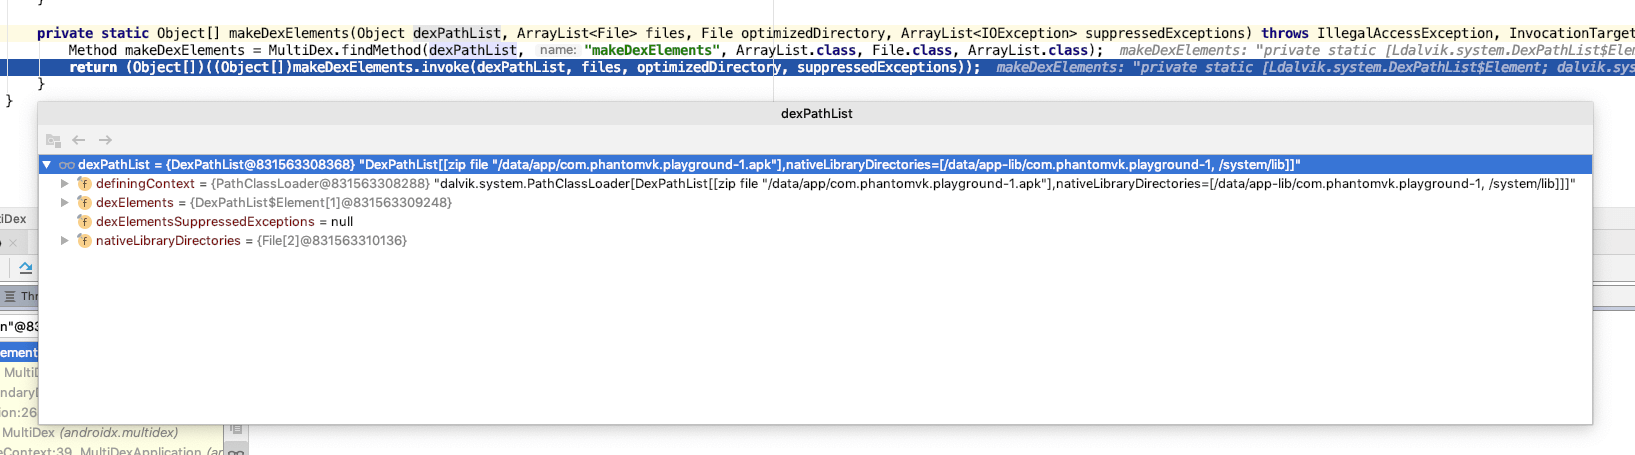 }
private static Object[] makeDexElements(Object dexPathList, ArrayList<File> files, File optimizedDirectory, ArrayList<IOException> suppressedExceptions) throws IllegalAccessException, InvocationTarget
Method makeDexElements = MultiDex.findMethod(dexPathList, name: "makeDexElements", ArrayList.class, File.class, ArrayList.class); makeDexElements: "private static [Ldalvik.system.DexPathList$Elem
return (Object[])((Object[])makeDexElements.invoke(dexPathList, files, optimizedDirectory, suppressedExceptions)); makeDexElements: "private static [Ldalvik.system.DexPathList$Element; dalvik.sys
}
}
dexPathList
dexPathList = {DexPathList@831563308368} "DexPathList[[zip file "/data/app/com.phantomvk.playground-1.apk"],nativeLibraryDirectories=[/data/app-lib/com.phantomvk.playground-1, /system/lib]]"
definingContext = {PathClassLoader@831563308288} "dalvik.system.PathClassLoader[DexPathList[[zip file "/data/app/com.phantomvk.playground-1.apk"],nativeLibraryDirectories=[/data/app-lib/com.phantomvk.playground-1, /system/lib]]]"
dexElements = {DexPathList$Element[1]@831563309248}
dexElementsSuppressedExceptions = null
nativeLibraryDirectories = {File[2]@831563310136}
tiDex
Thr
n"@83
ement
MultiD
ndaryD
ion:26
MultiDex (androidx.multidex)
eContext:39, MultiDexApplication (a